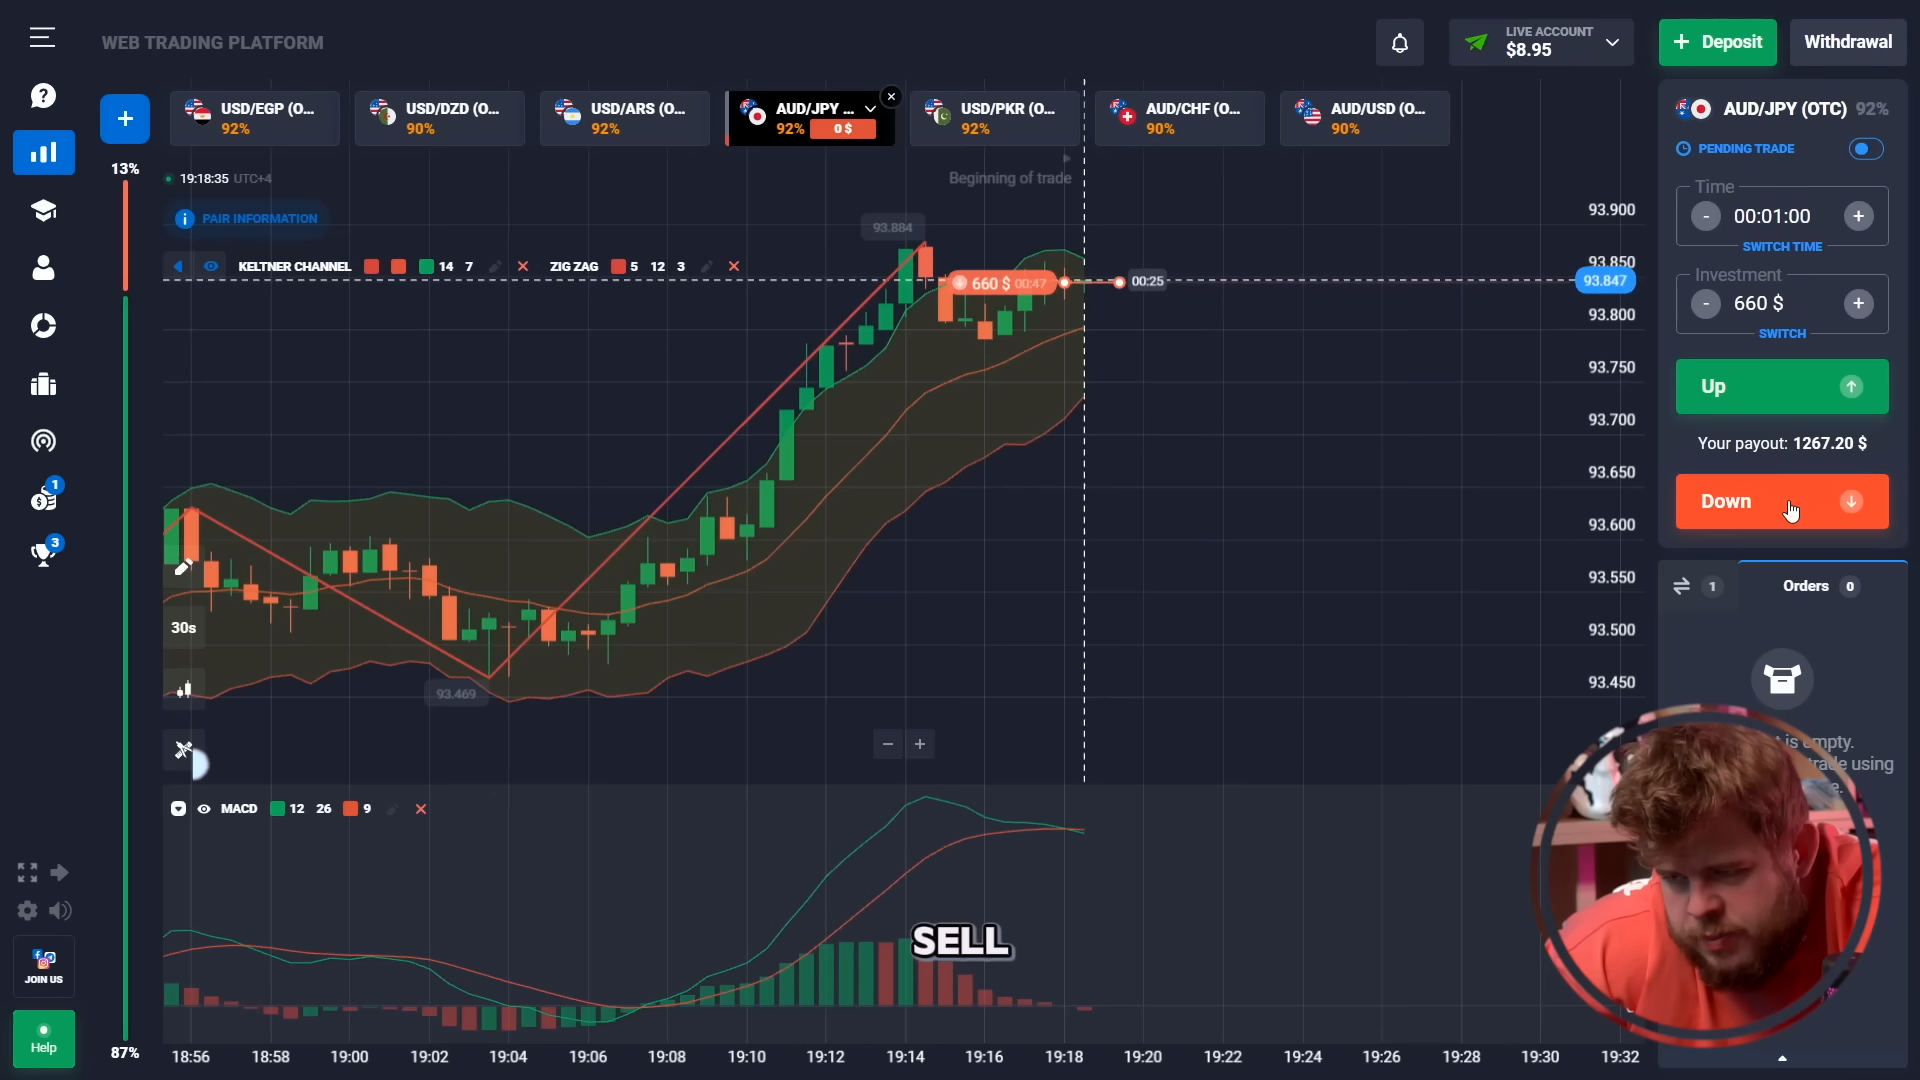 WEB TRADING PLATFORM
LIVE ACCOUNT
$8.95
+ Deposit
Withdrawal
USD/EGP (O...
92%
USD/DZD (O...
90%
USD/ARS (O...
92%
AUD/JPY ...
92%
0 $
USD/PKR (O...
92%
AUD/CHF (O...
90%
AUD/USD (O...
90%
13%
19:18:35 UTC+4
Beginning of trade
PAIR INFORMATION
KELTNER CHANNEL 14 7
ZIG ZAG 5 12 3
93.884
660 $ 00:47
00:25
93.469
93.900
93.850
93.847
93.800
93.750
93.700
93.650
93.600
93.550
93.500
93.450
30s
MACD 12 26 9
SELL
87%
18:56 18:58 19:00 19:02 19:04 19:06 19:08 19:10 19:12 19:14 19:16 19:18 19:20 19:22 19:24 19:26 19:28 19:30 19:32
1
3
JOIN US
Help
AUD/JPY (OTC) 92%
PENDING TRADE
Time
- 00:01:00 +
SWITCH TIME
Investment
- 660 $ +
SWITCH
Up
Your payout: 1267.20 $
Down
1
Orders 0
is empty.
trade using